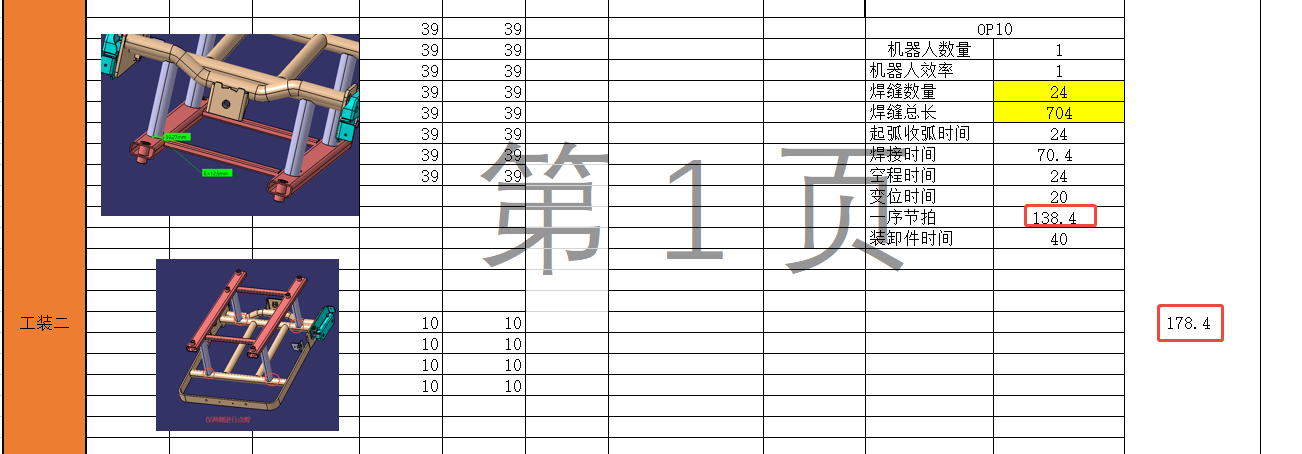 39 39 OP10
39 39 机器人数量 1
39 39 机器人效率 1
39 39 焊缝数量 24
39 39 焊缝总长 704
39 39 起弧收弧时间 24
39 39 焊接时间 70.4
39 39 空程时间 24
变位时间 20
一序节拍 138.4
装卸件时间 40
第 1 页
工装二 10 10 178.4
10 10
10 10
10 10